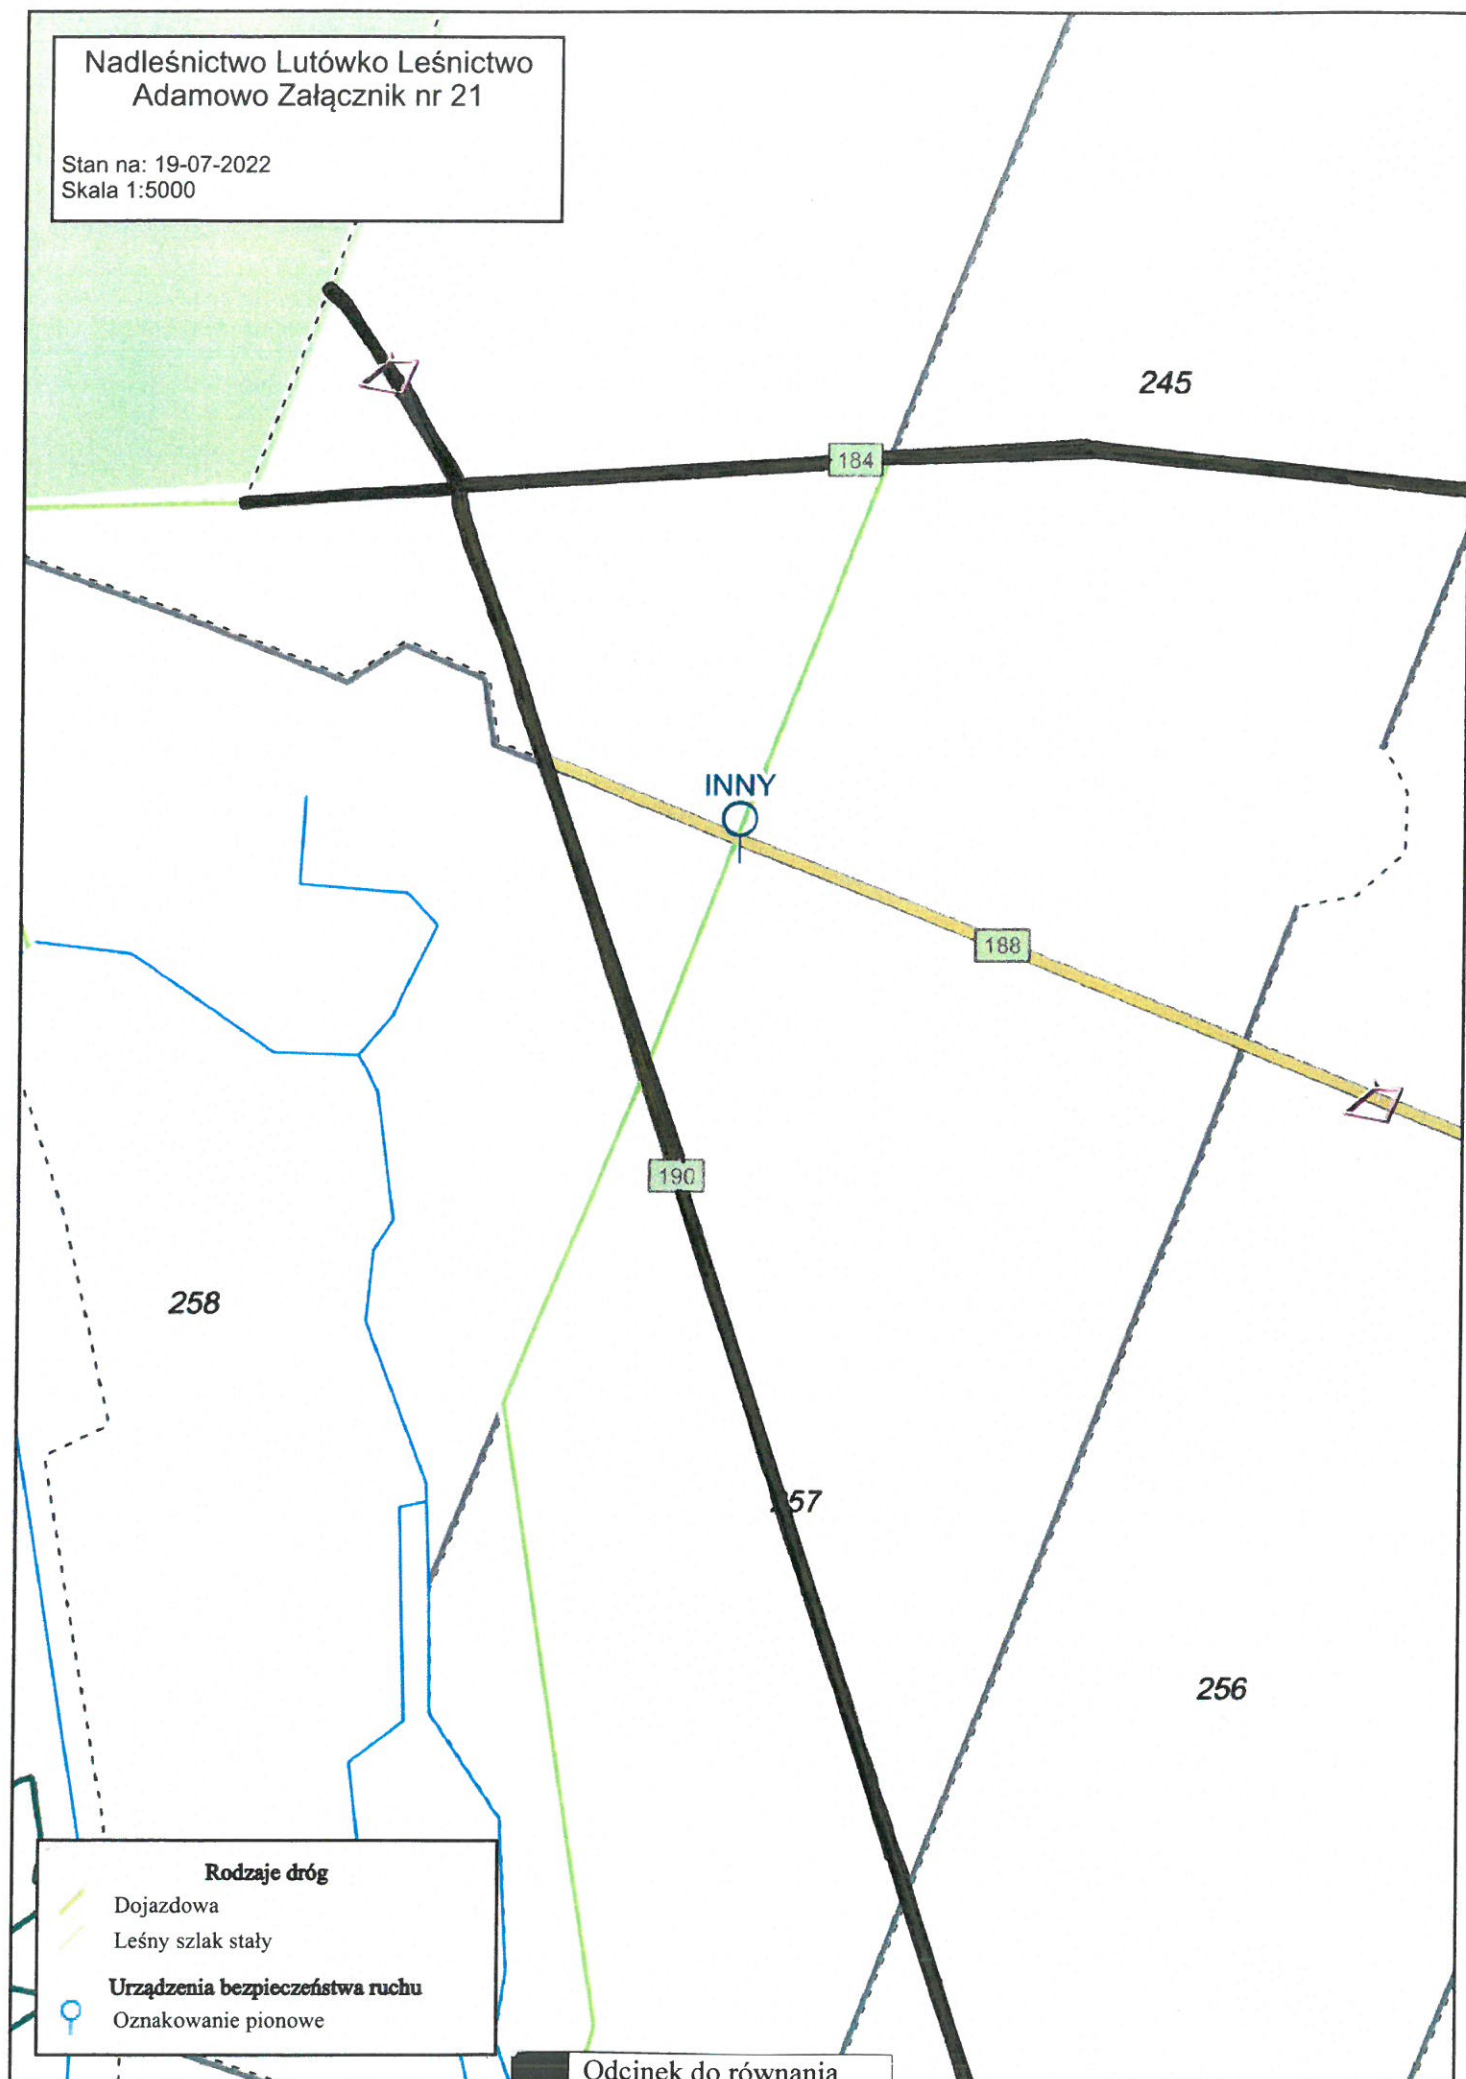 Nadleśnictwo Lutówko Leśnictwo
Adamowo Załącznik nr 21
Stan na: 19-07-2022
Skala 1:5000
245
184
INNY
188
190
258
57
256
Rodzaje dróg
Dojazdowa
Leśny szlak stały
Urządzenia bezpieczeństwa ruchu
Oznakowanie pionowe
Odcinek do równania